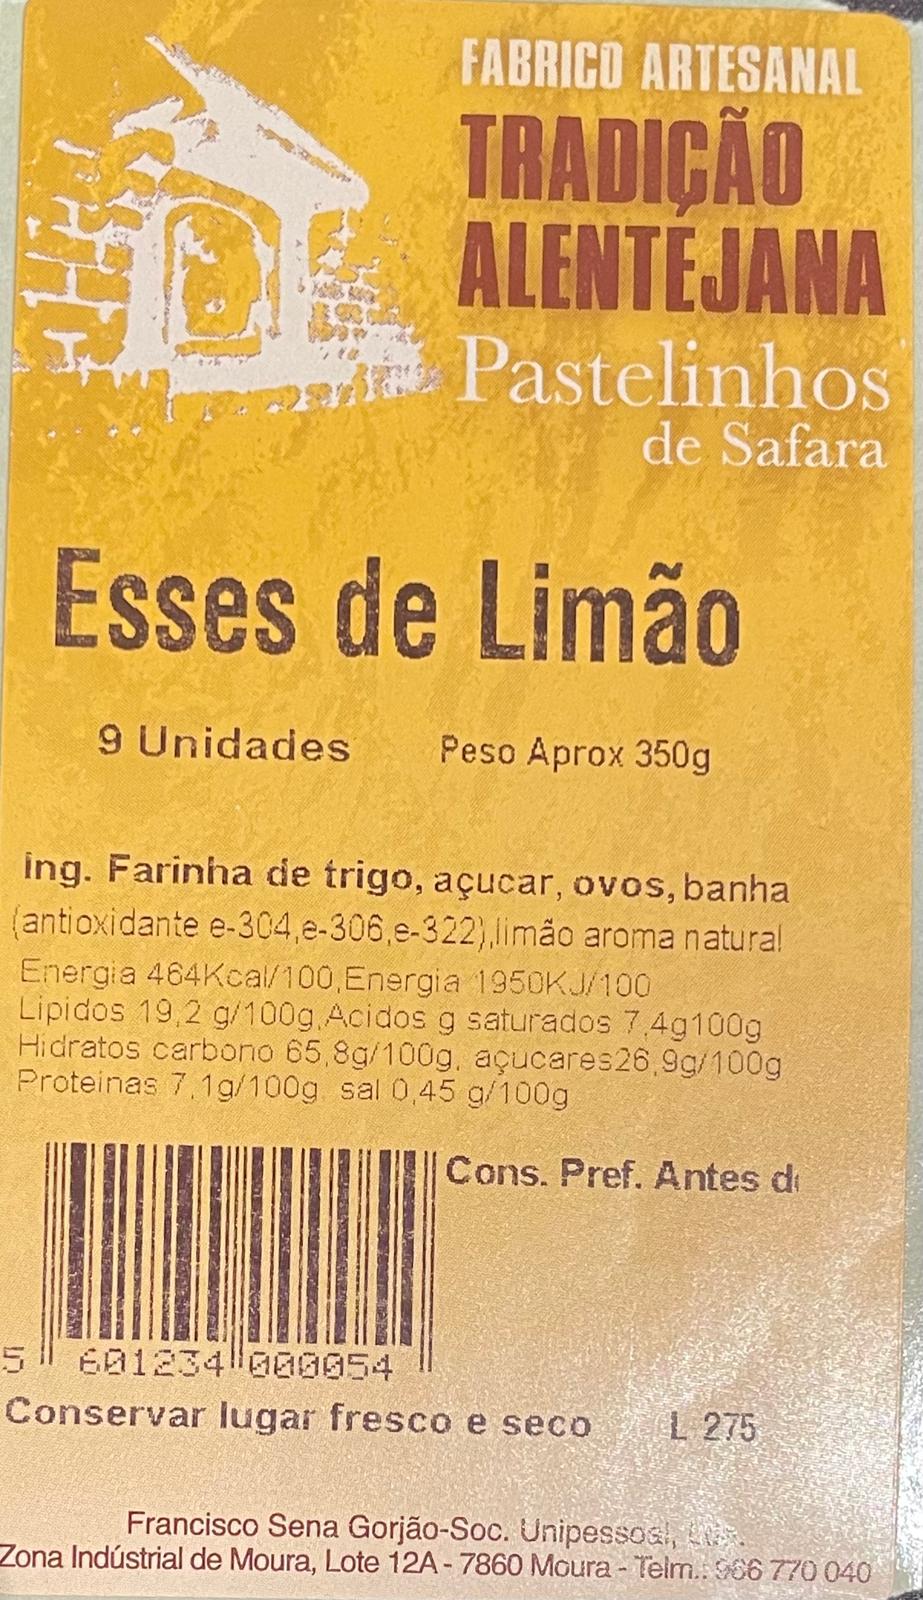 FABRICO ARTESANAL
TRADIÇÃO
ALENTEJANA
Pastelinhos
de Safara
Esses de Limão
9 Unidades Peso Aprox 350g
ing. Farinha de trigo, açucar, ovos, banha
(antioxidante e-304,e-306,e-322),limão aroma natural
Energia 464Kcal/100,Energia 1950KJ/100
Lipidos 19,2 g/100g,Acidos g saturados 7,4g100g
Hidratos carbono 65,8g/100g, açucares26,9g/100g
Proteinas 7,1g/100g, sal 0,45 g/100g
Cons. Pref. Antes
5 601234 000054
Conservar lugar fresco e seco L 275
Francisco Sena Gorjão-Soc. Unipessoal,
Zona Indústrial de Moura, Lote 12A - 7860 Moura - Telm.: 966 770 040